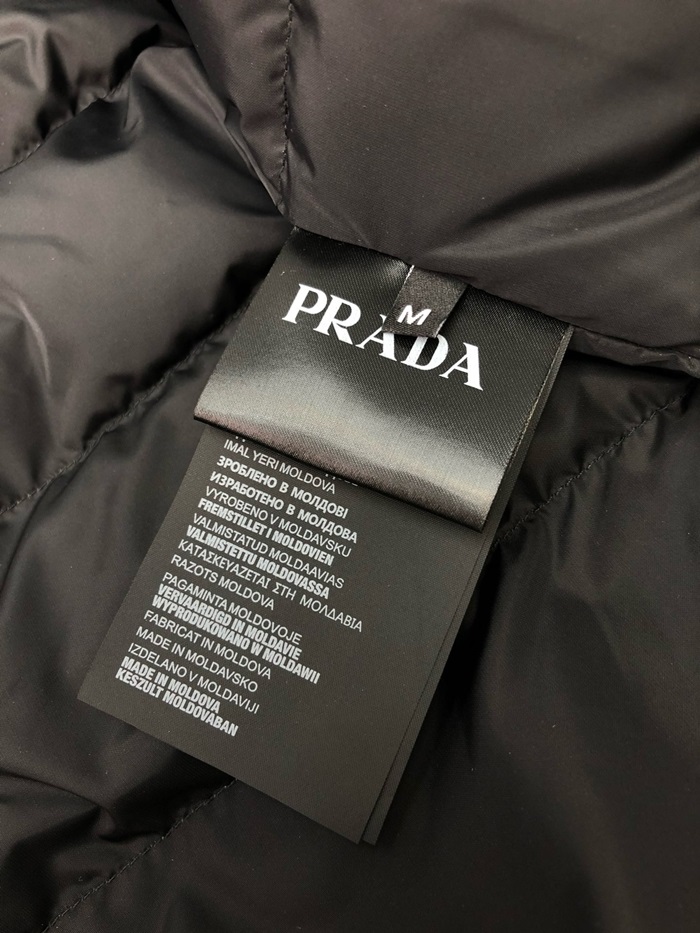 PRADA
M
IMAL YERI MOLDOVA
ЗРОБЛЕНО В МОЛДОВІ
ИЗРАБОТЕНО В МОЛДОВА
VYROBENO V MOLDAVSKU
FREMSTILLET I MOLDOVIEN
VALMISTATUD MOLDAAVIAS
VALMISTETTU MOLDOVASSA
ΚΑΤΑΣΚΕΥΑΖΕΤΑΙ ΣΤΗ ΜΟΛΔΑΒΙΑ
RAZOTS MOLDOVA
PAGAMINTA MOLDOVOJE
VERVAARDIGD IN MOLDAVIE
WYPRODUKOWANO W MOLDAWII
FABRICAT IN MOLDOVA
MADE IN MOLDAVSKO
IZDELANO V MOLDAVIJI
MADE IN MOLDOVA
KESZULT MOLDOVABAN